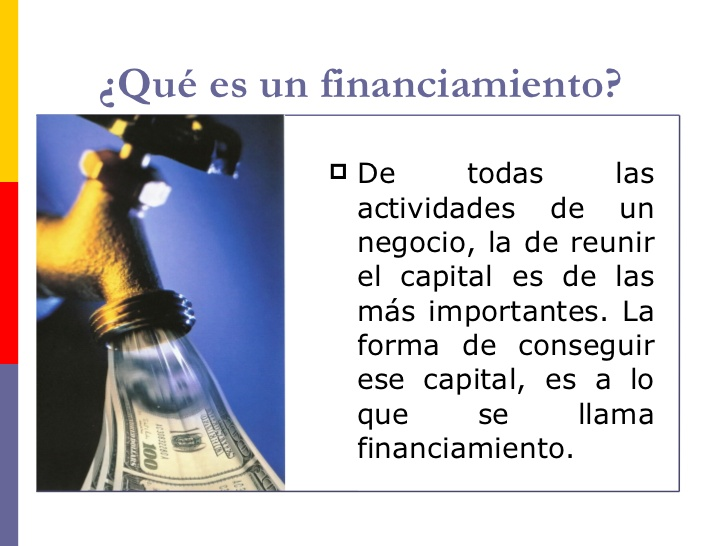 ¿Qué es un financiamiento?
De todas las
actividades de un
negocio, la de reunir
el capital es de las
más importantes. La
forma de conseguir
ese capital, es a lo
que se llama
financiamiento.
100